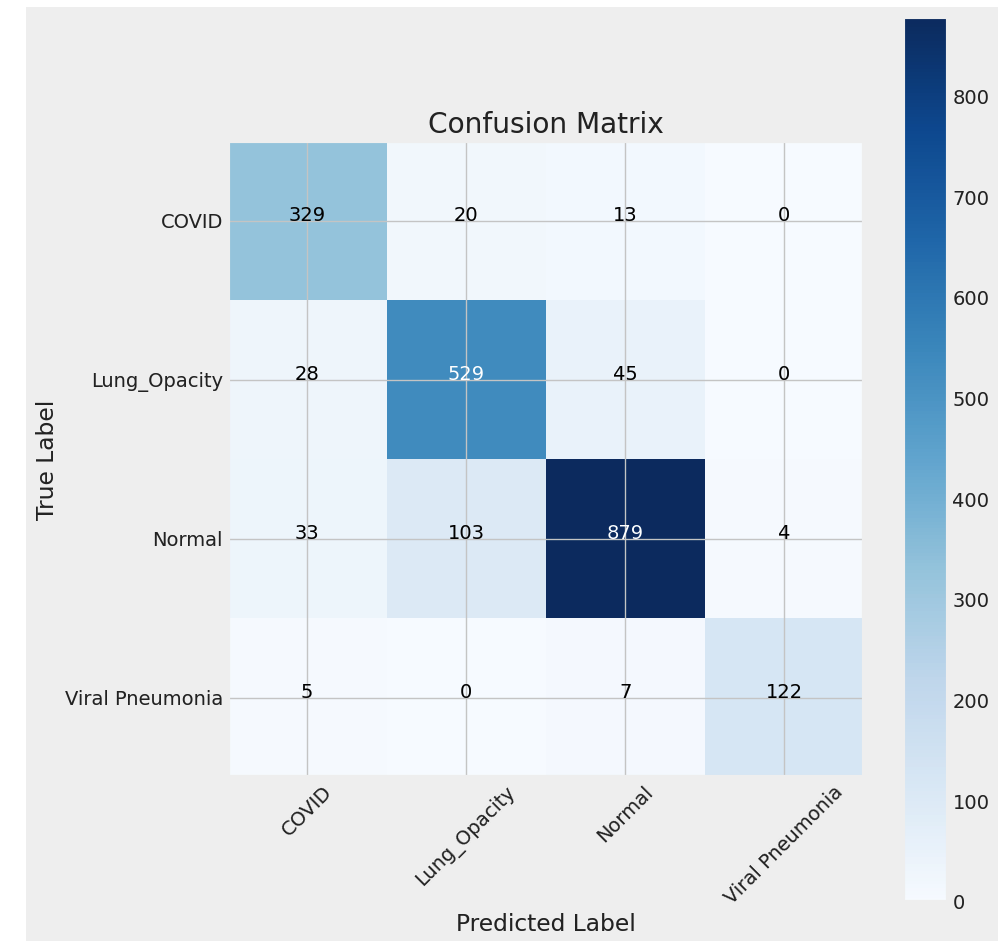 Confusion Matrix
COVID
329 20 13 0
Lung_Opacity
28 529 45 0
Normal
33 103 879 4
Viral Pneumonia
5 0 7 122
True Label
COVID
Lung_Opacity
Normal
Viral Pneumonia
Predicted Label
800
700
600
500
400
300
200
100
0